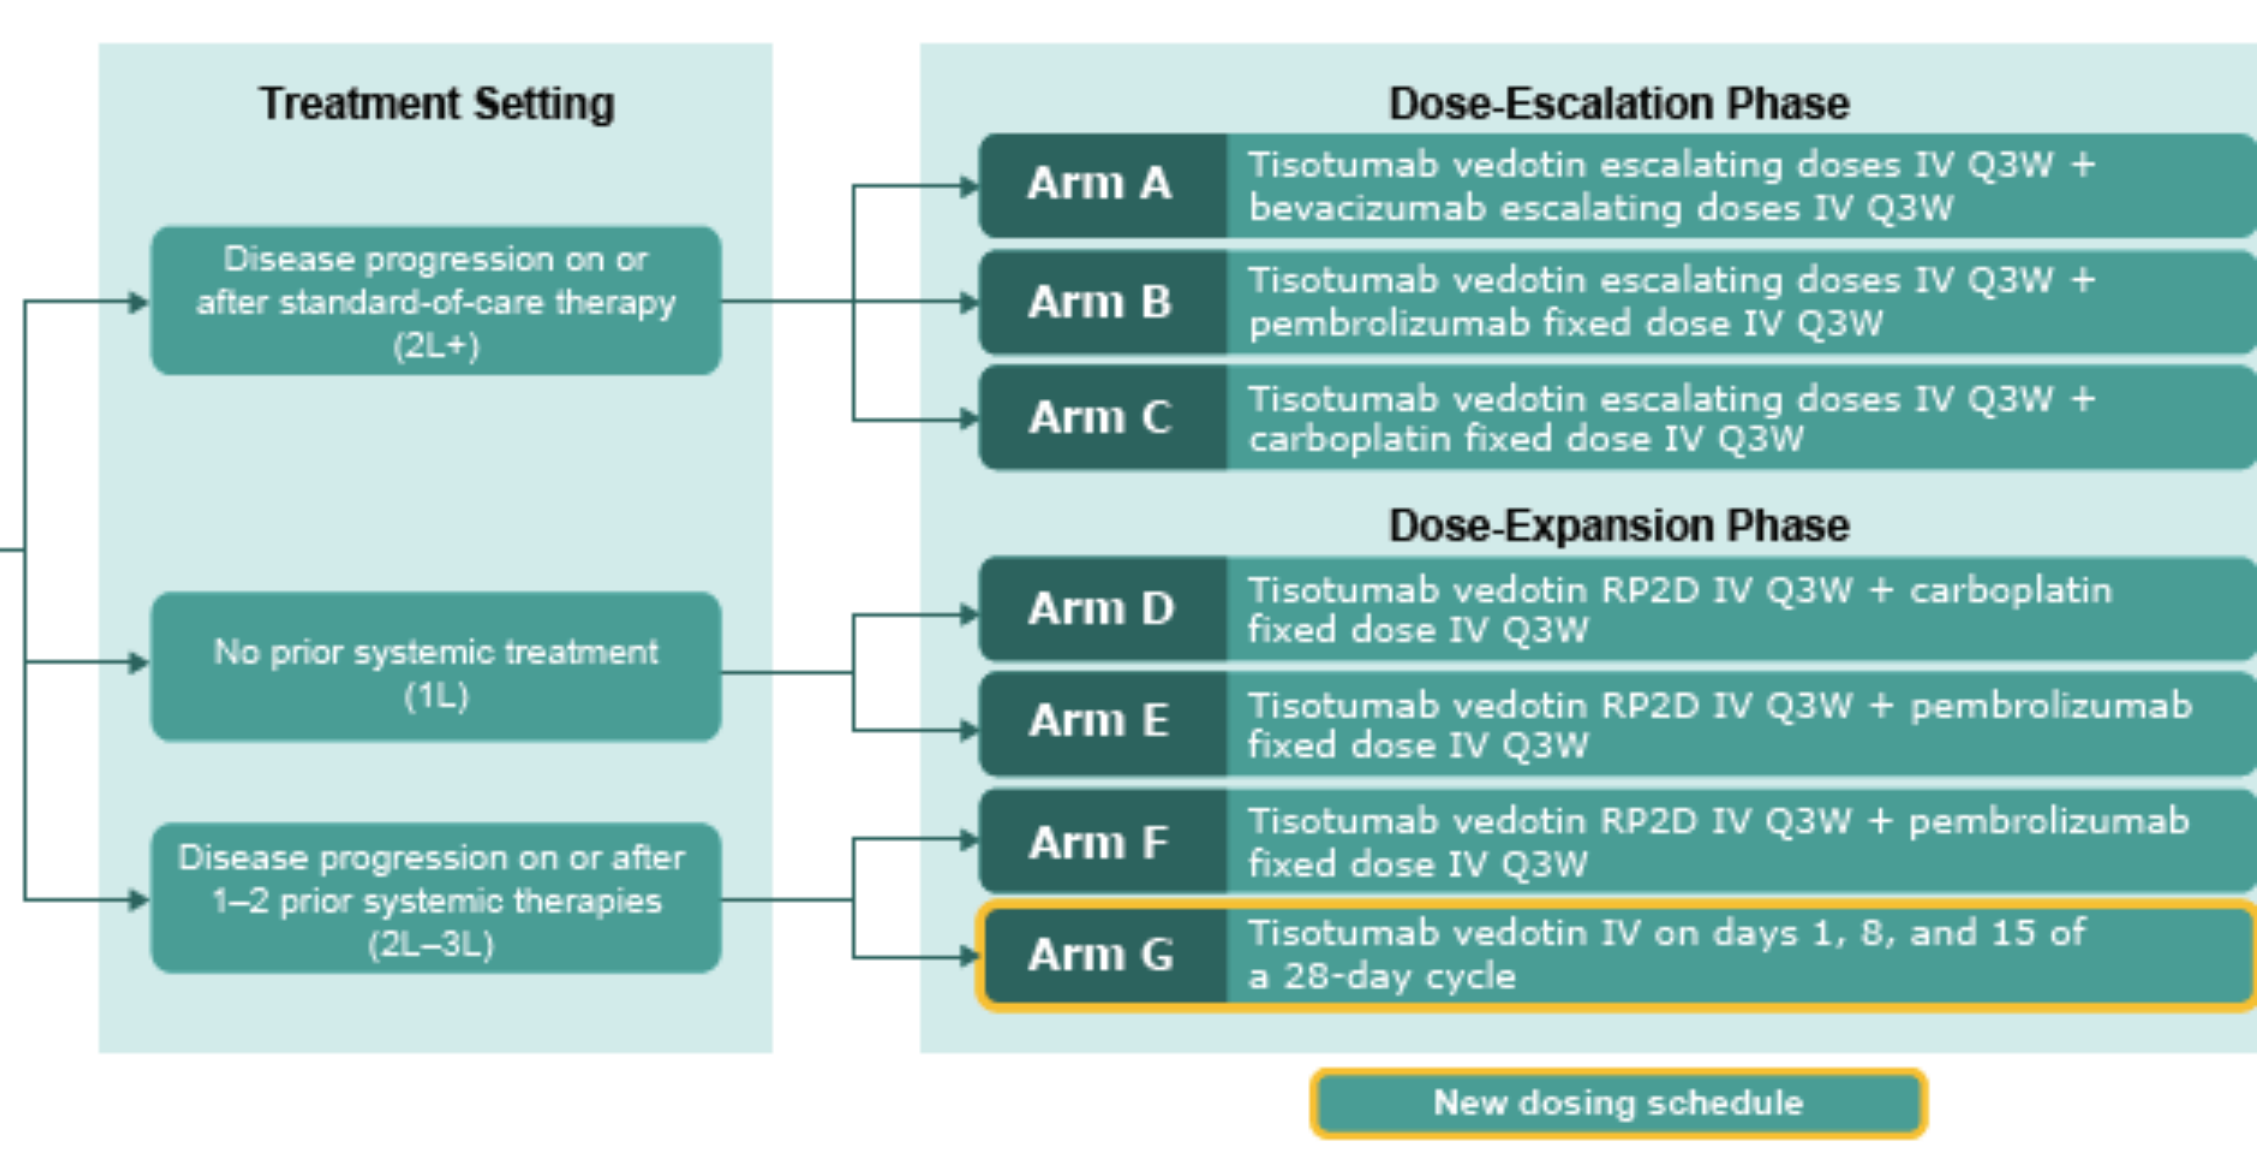 Treatment Setting
Disease progression on or
after standard-of-care therapy
(2L+)
No prior systemic treatment
(1L)
Disease progression on or after
1–2 prior systemic therapies
(2L–3L)
Dose-Escalation Phase
Arm A
Tisotumab vedotin escalating doses IV Q3W +
bevacizumab escalating doses IV Q3W
Arm B
Tisotumab vedotin escalating doses IV Q3W +
pembrolizumab fixed dose IV Q3W
Arm C
Tisotumab vedotin escalating doses IV Q3W +
carboplatin fixed dose IV Q3W
Dose-Expansion Phase
Arm D
Tisotumab vedotin RP2D IV Q3W + carboplatin
fixed dose IV Q3W
Arm E
Tisotumab vedotin RP2D IV Q3W + pembrolizumab
fixed dose IV Q3W
Arm F
Tisotumab vedotin RP2D IV Q3W + pembrolizumab
fixed dose IV Q3W
Arm G
Tisotumab vedotin IV on days 1, 8, and 15 of
a 28-day cycle
New dosing schedule